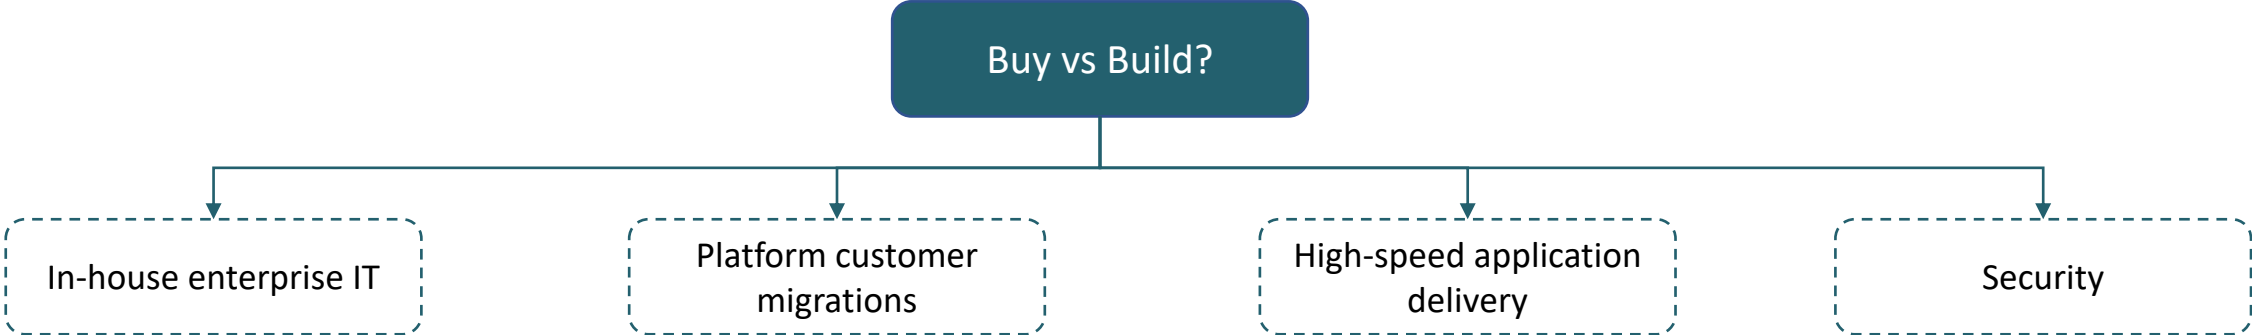 Buy vs Build?
In-house enterprise IT
Platform customer
migrations
High-speed application
delivery
Security